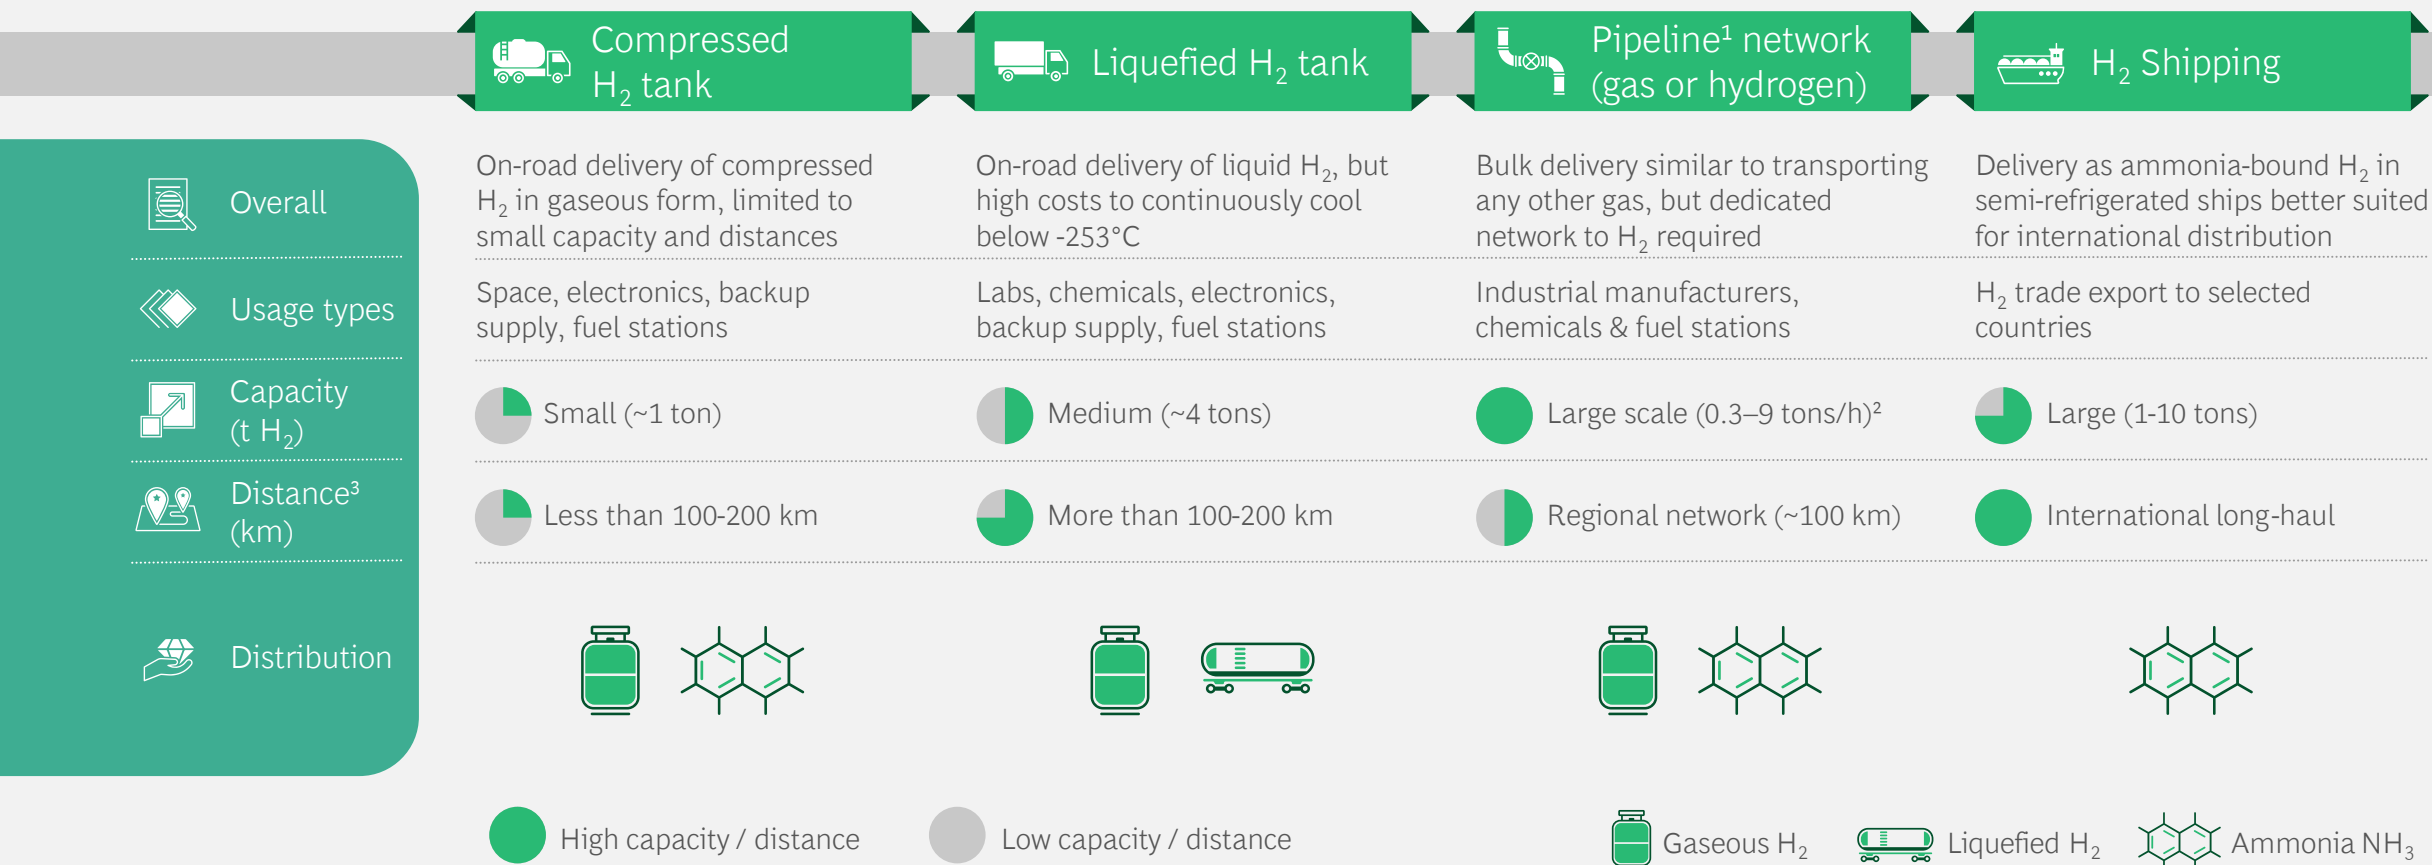 Compressed
H₂ tank
Liquefied H₂ tank
Pipeline¹ network
(gas or hydrogen)
H₂ Shipping
Overall
On-road delivery of compressed
H₂ in gaseous form, limited to
small capacity and distances
On-road delivery of liquid H₂, but
high costs to continuously cool
below -253°C
Bulk delivery similar to transporting
any other gas, but dedicated
network to H₂ required
Delivery as ammonia-bound H₂ in
semi-refrigerated ships better suited
for international distribution
Usage types
Space, electronics, backup
supply, fuel stations
Labs, chemicals, electronics,
backup supply, fuel stations
Industrial manufacturers,
chemicals & fuel stations
H₂ trade export to selected
countries
Capacity
(t H₂)
Small (~1 ton)
Medium (~4 tons)
Large scale (0.3–9 tons/h)²
Large (1-10 tons)
Distance³
(km)
Less than 100-200 km
More than 100-200 km
Regional network (~100 km)
International long-haul
Distribution
High capacity / distance
Low capacity / distance
Gaseous H₂
Liquefied H₂
Ammonia NH₃